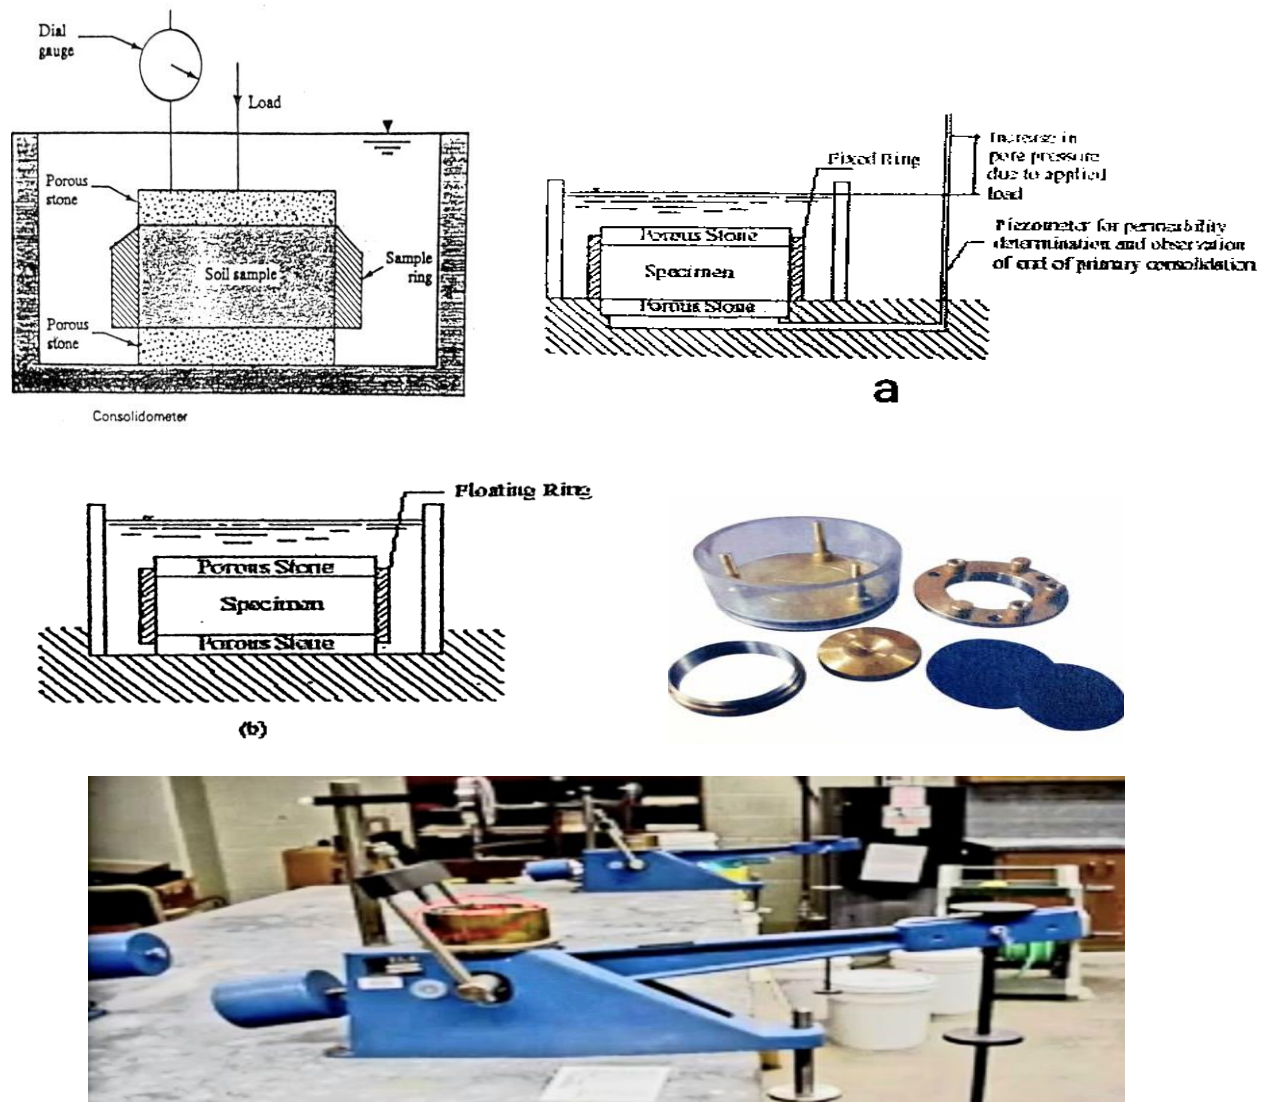 Dial
gauge
Load
Porous
stone
Soil sample
Sample
ring
Porous
stone
Consolidometer
Fixed Ring
Increase in
pore pressure
due to applied
load
Porous Stone
Specimen
Porous Stone
Piezometer for permeability
determination and observation
of end of primary consolidation
a
Floating Ring
Porous Stone
Specimen
Porous Stone
(b)